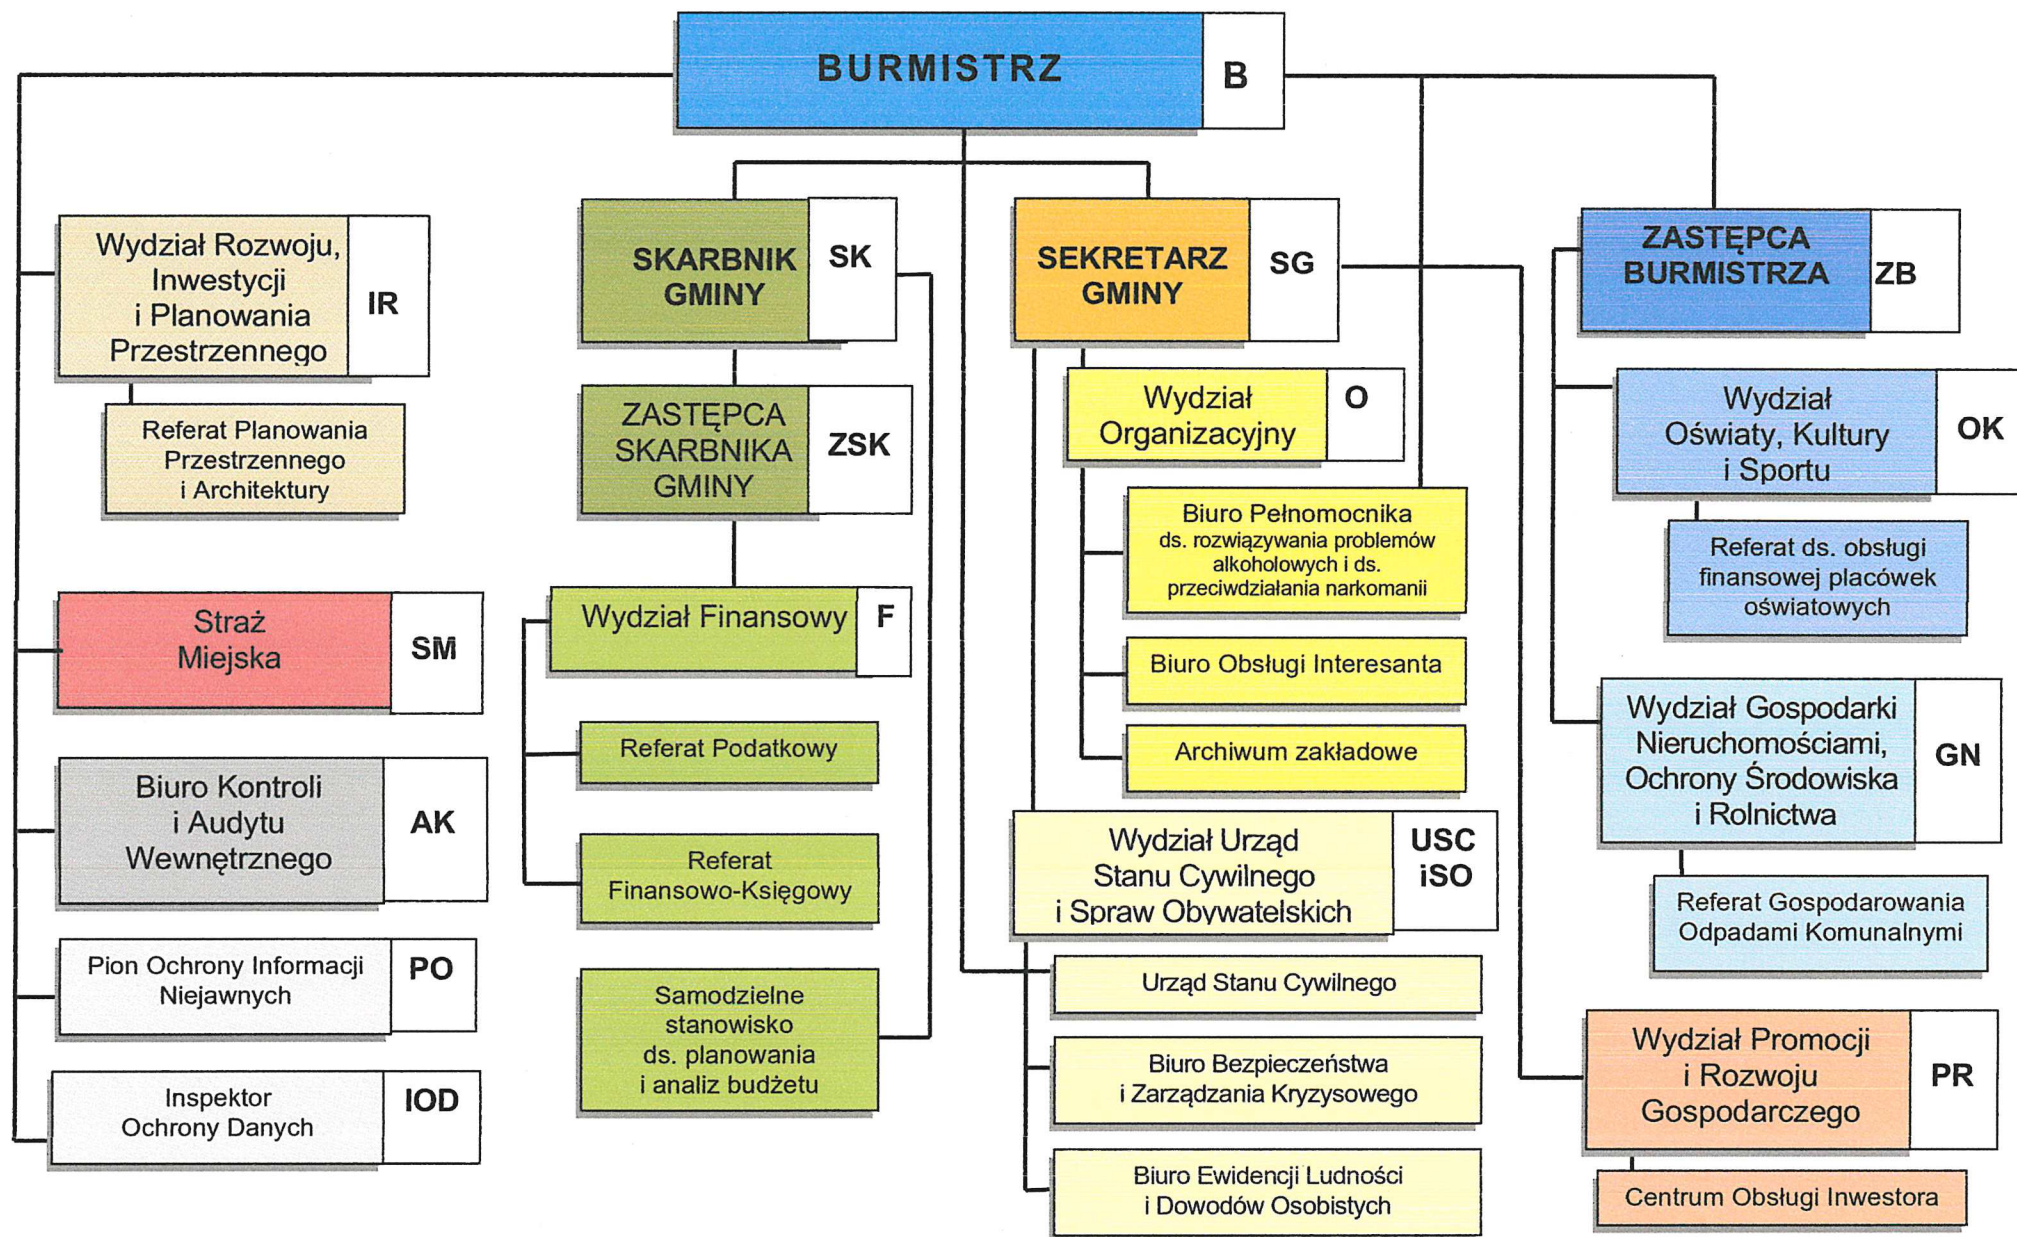 BURMISTRZ
B
Wydział Rozwoju,
Inwestycji
i Planowania
Przestrzennego
IR
Referat Planowania
Przestrzennego
i Architektury
Straż
Miejska
SM
Biuro Kontroli
i Audytu
Wewnętrznego
AK
Pion Ochrony Informacji
Niejawnych
PO
Inspektor
Ochrony Danych
IOD
SKARBNIK
GMINY
SK
ZASTĘPCA
SKARBNIKA
GMINY
ZSK
Wydział Finansowy
F
Referat Podatkowy
Referat
Finansowo-Księgowy
Samodzielne
stanowisko
ds. planowania
i analiz budżetu
SEKRETARZ
GMINY
SG
Wydział
Organizacyjny
O
Biuro Pełnomocnika
ds. rozwiązywania problemów
alkoholowych i ds.
przeciwdziałania narkomanii
Biuro Obsługi Interesanta
Archiwum zakładowe
Wydział Urząd
Stanu Cywilnego
i Spraw Obywatelskich
USC
iSO
Urząd Stanu Cywilnego
Biuro Bezpieczeństwa
i Zarządzania Kryzysowego
Biuro Ewidencji Ludności
i Dowodów Osobistych
ZASTĘPCA
BURMISTRZA
ZB
Wydział
Oświaty, Kultury
i Sportu
OK
Referat ds. obsługi
finansowej placówek
oświatowych
Wydział Gospodarki
Nieruchomościami,
Ochrony Środowiska
i Rolnictwa
GN
Referat Gospodarowania
Odpadami Komunalnymi
Wydział Promocji
i Rozwoju
Gospodarczego
PR
Centrum Obsługi Inwestora